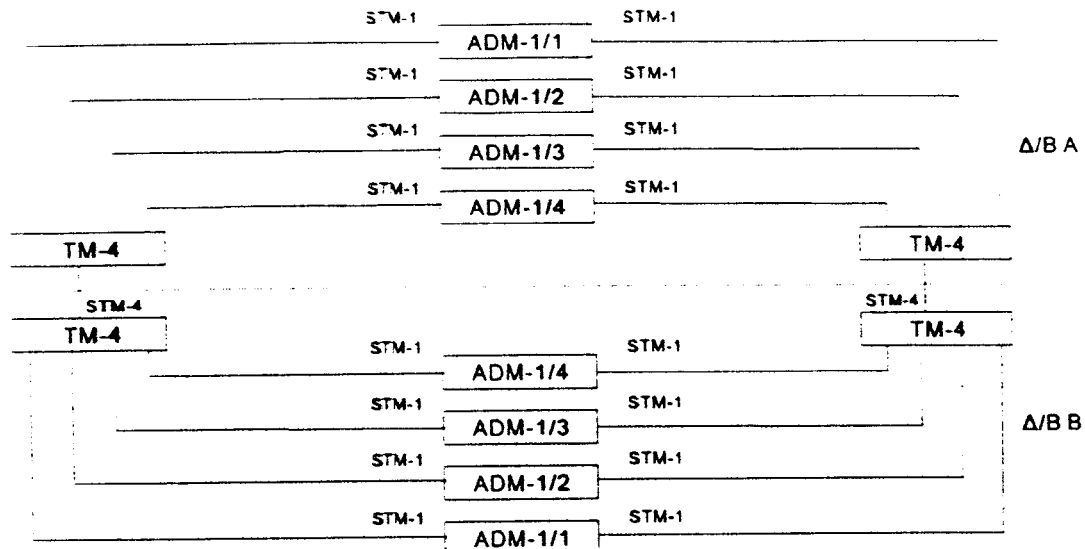 STM-1 STM-1
ADM-1/1
STM-1 STM-1
ADM-1/2
STM-1 STM-1
ADM-1/3
Δ/Β Α
STM-1 STM-1
ADM-1/4
TM-4 TM-4
STM-4 STM-4
TM-4 TM-4
STM-1 STM-1
ADM-1/4
STM-1 STM-1
ADM-1/3
Δ/Β Β
STM-1 STM-1
ADM-1/2
STM-1 STM-1
ADM-1/1